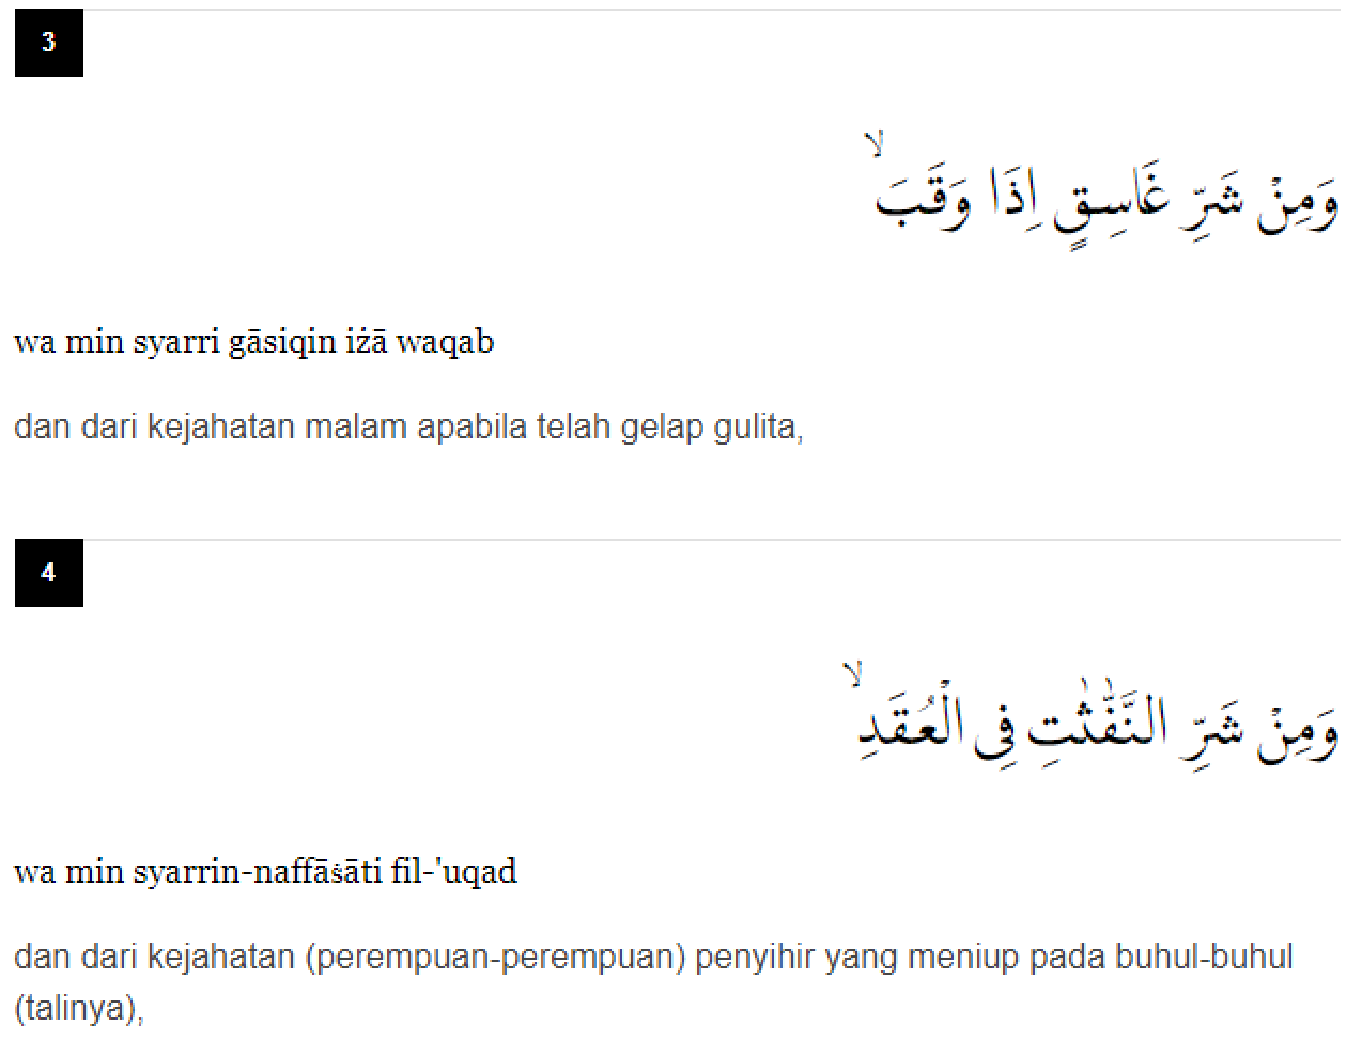 3
وَمِنْ شَرِّ غَاسِقٍ اِذَا وَقَبَۙ
wa min syarri gāsiqin iżā waqab
dan dari kejahatan malam apabila telah gelap gulita,
4
وَمِنْ شَرِّ النَّفّٰثٰتِ فِى الْعُقَدِۙ
wa min syarrin-naffāṡāti fil-'uqad
dan dari kejahatan (perempuan-perempuan) penyihir yang meniup pada buhul-buhul
(talinya),